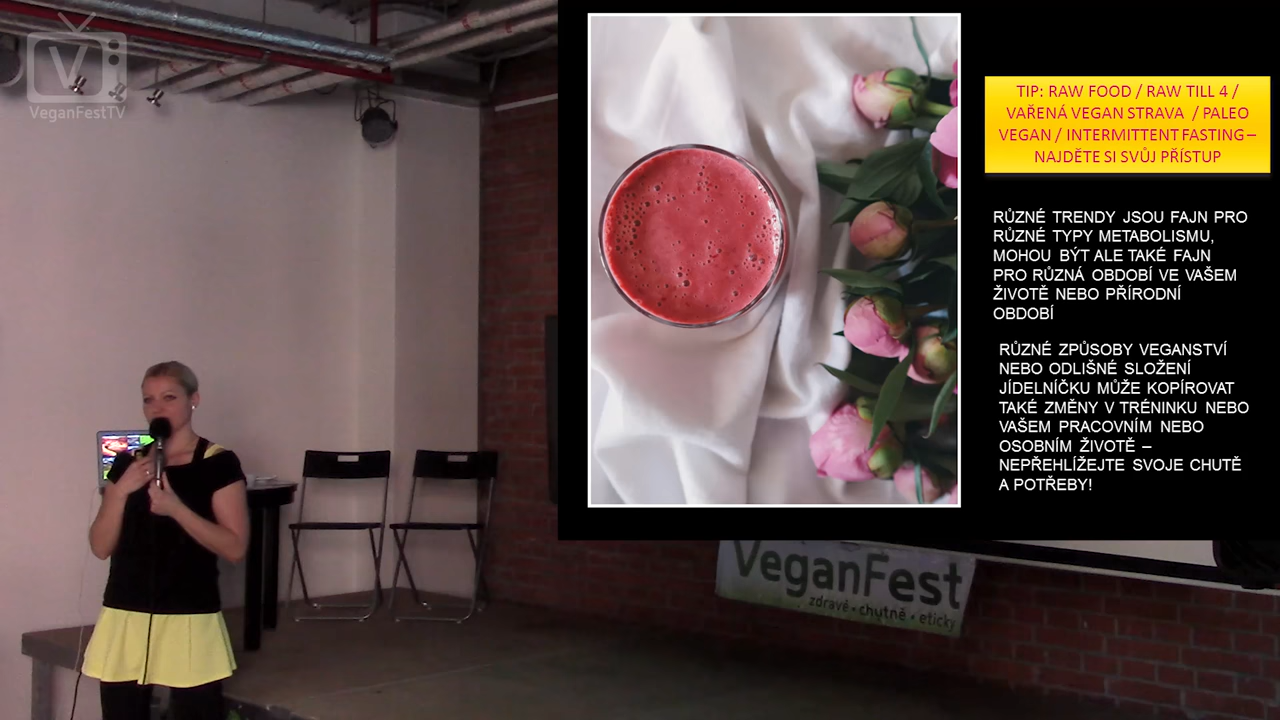 V
VeganFestTV
TIP: RAW FOOD / RAW TILL 4 /
VAŘENÁ VEGAN STRAVA / PALEO
VEGAN / INTERMITTENT FASTING –
NAJDĚTE SI SVŮJ PŘÍSTUP
RŮZNÉ TRENDY JSOU FAJN PRO
RŮZNÉ TYPY METABOLISMU,
MOHOU BÝT ALE TAKÉ FAJN
PRO RŮZNÁ OBDOBÍ VE VAŠEM
ŽIVOTĚ NEBO PŘÍRODNÍ
OBDOBÍ
RŮZNÉ ZPŮSOBY VEGANSTVÍ
NEBO ODLIŠNÉ SLOŽENÍ
JÍDELNÍČKU MŮŽE KOPÍROVAT
TAKÉ ZMĚNY V TRÉNINKU NEBO
VAŠEM PRACOVNÍM NEBO
OSOBNÍM ŽIVOTĚ –
NEPŘEHLÍŽEJTE SVOJE CHUTĚ
A POTŘEBY!
VeganFest
zdravě • chutně • eticky